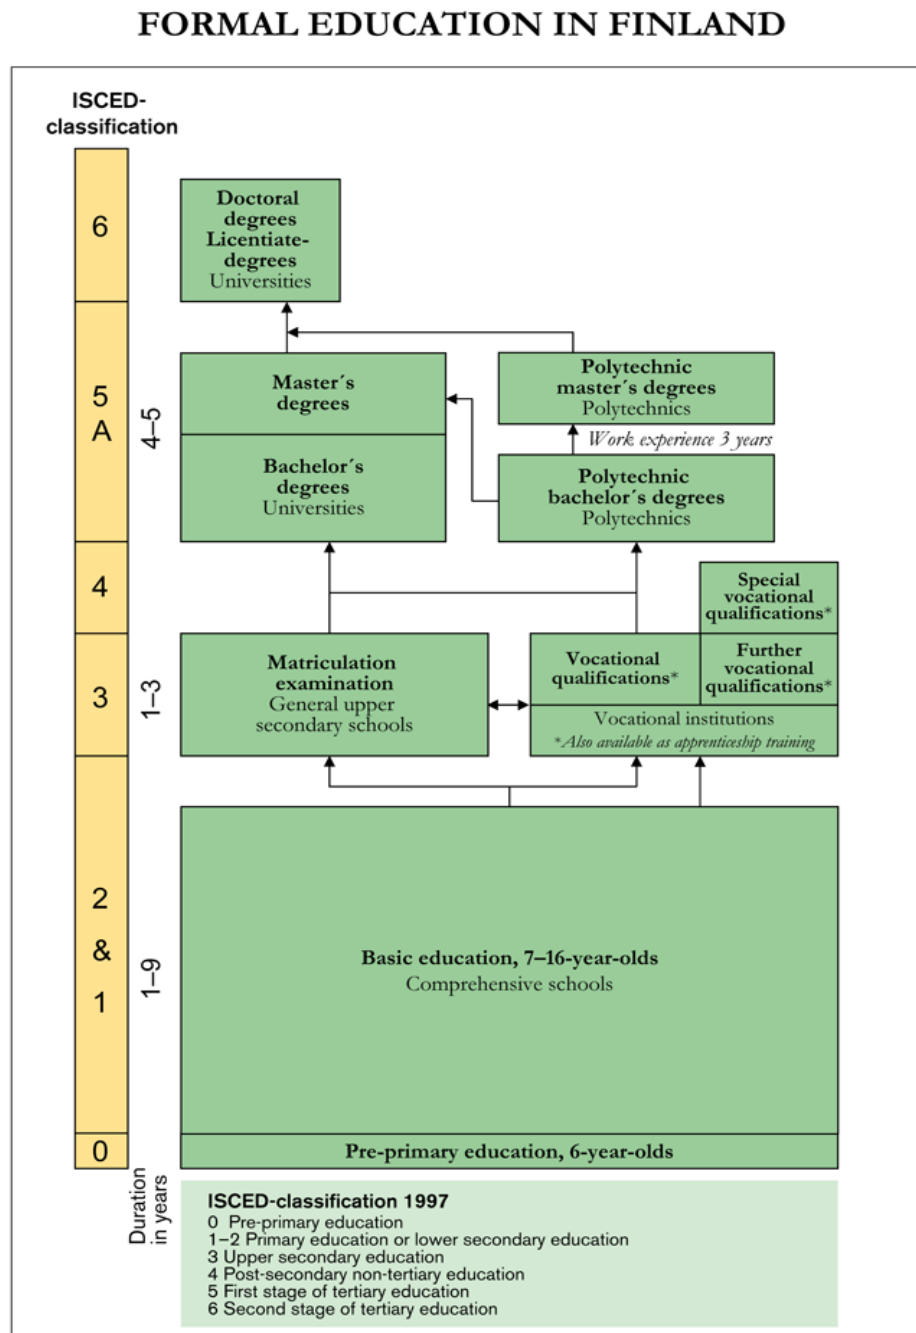 FORMAL EDUCATION IN FINLAND
ISCED-
classification
6
5
A
4
3
2
&
1
0
4–5
1–3
1–9
Duration
in years
Doctoral
degrees
Licentiate-
degrees
Universities
Master´s
degrees
Bachelor´s
degrees
Universities
Polytechnic
master´s degrees
Polytechnics
Work experience 3 years
Polytechnic
bachelor´s degrees
Polytechnics
Special
vocational
qualifications*
Matriculation
examination
General upper
secondary schools
Vocational
qualifications*
Further
vocational
qualifications*
Vocational institutions
*Also available as apprenticeship training
Basic education, 7–16-year-olds
Comprehensive schools
Pre-primary education, 6-year-olds
ISCED-classification 1997
0 Pre-primary education
1–2 Primary education or lower secondary education
3 Upper secondary education
4 Post-secondary non-tertiary education
5 First stage of tertiary education
6 Second stage of tertiary education